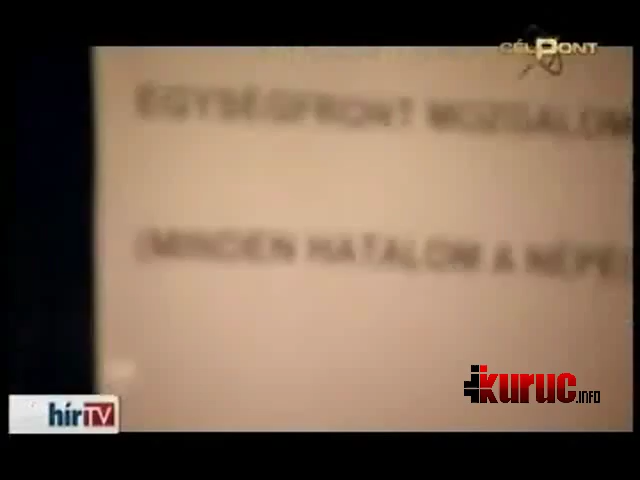 CÉLPONT
EGYSÉGFRONT MOZGALOM
(MINDEN HATALOM A NÉPÉ
kuruc.info
hírTV